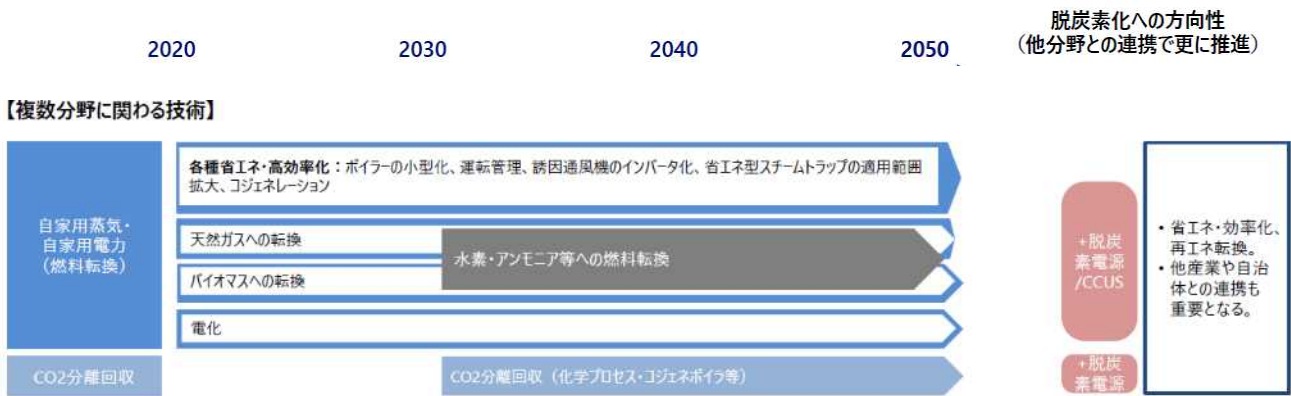 脱炭素化への方向性
(他分野との連携で更に推進)
2020
2030
2040
2050
【複数分野に関わる技術】
自家用蒸気・
自家用電力
(燃料転換)
各種省エネ・高効率化:ボイラーの小型化、運転管理、誘因通風機のインバータ化、省エネ型スチームトラップの適用範囲
拡大、コジェネレーション
天然ガスへの転換
水素・アンモニア等への燃料転換
バイオマスへの転換
電化
+脱炭
素電源
/CCUS
• 省エネ・効率化、
再エネ転換。
• 他産業や自治
体との連携も
重要となる。
CO2分離回収
CO2分離回収(化学プロセス・コジェネボイラ等)
+脱炭
素電源